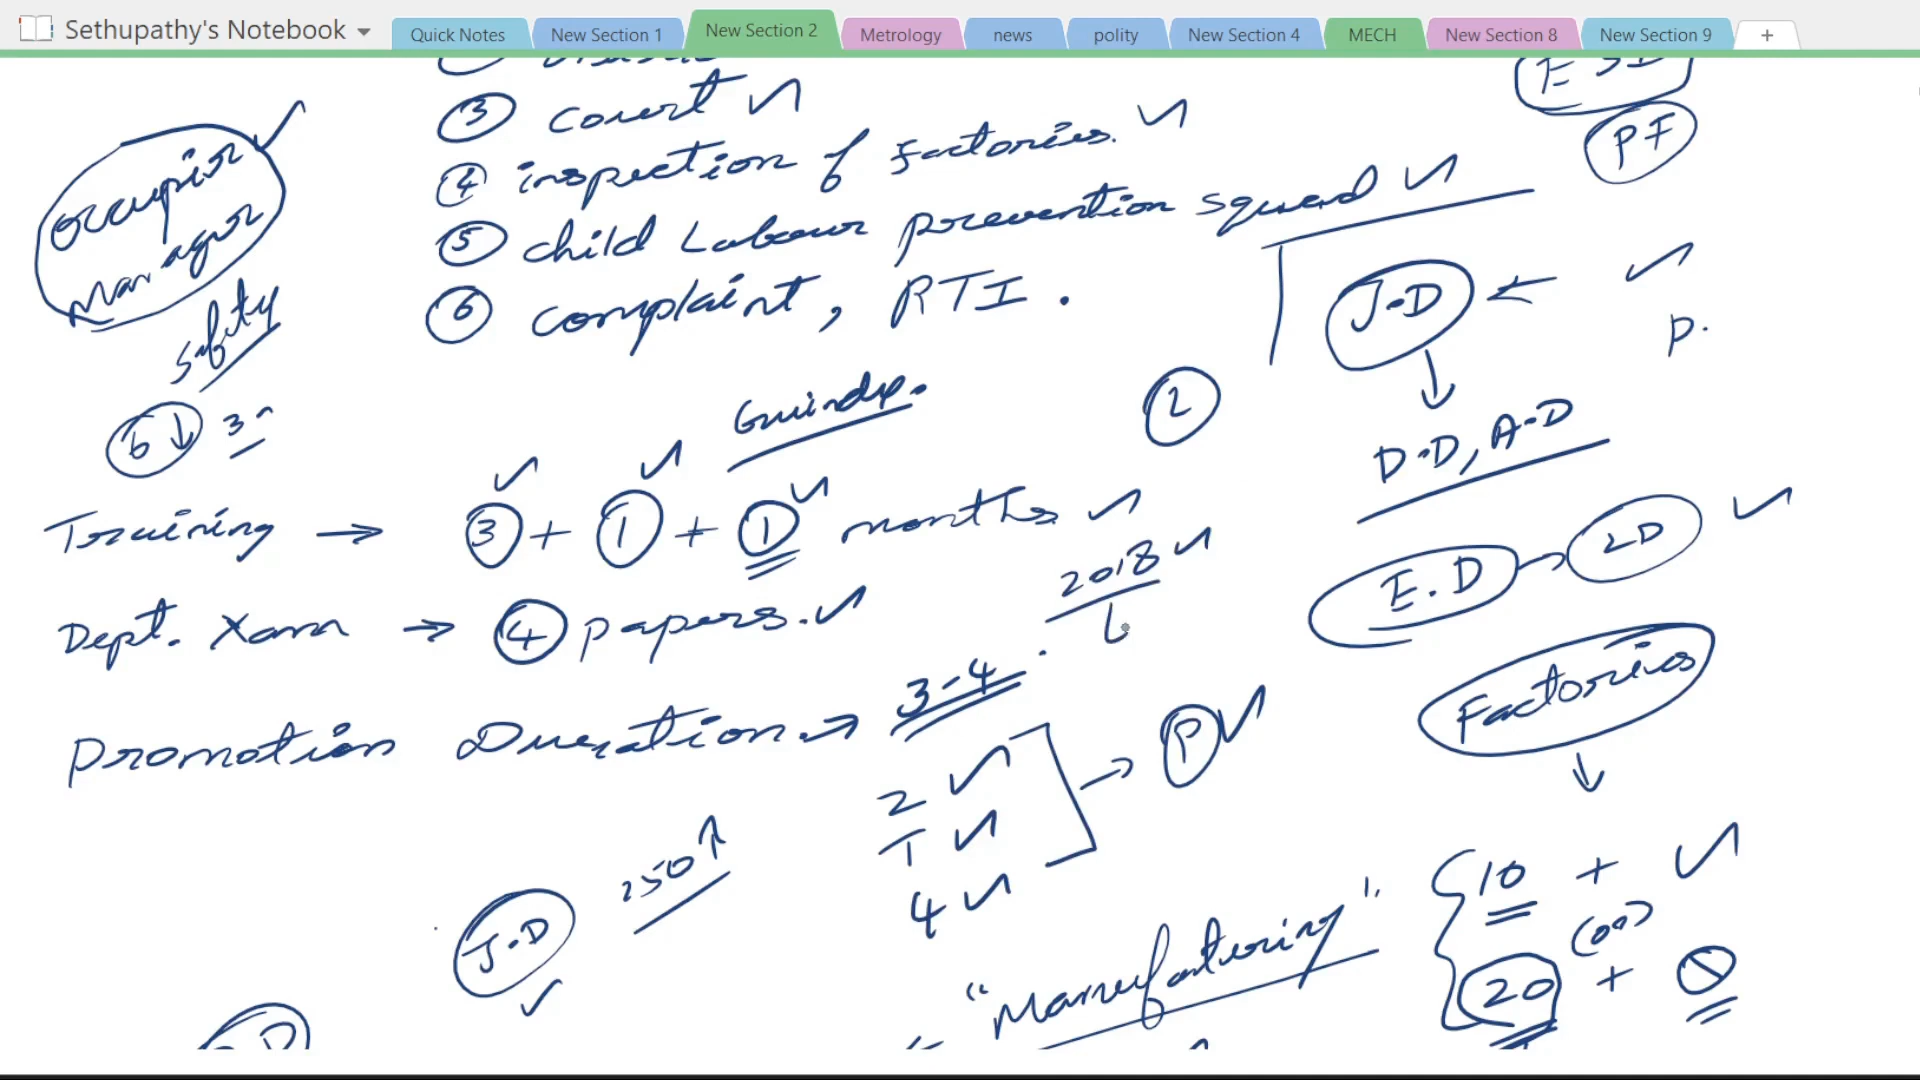 Sethupathy's Notebook
Quick Notes
New Section 1
New Section 2
Metrology
news
polity
New Section 4
MECH
New Section 8
New Section 9
+
③ court
④ inspection of factories.
⑤ child Labour prevention squad
⑥ complaint, RTI.
PF
Manager
Safety
6↓
J.D ←
P.
↓
D.D, A.D
Guindy.
②
Training → 3 + 1 + 1 months
Dept. Xam → ④ papers.
2018
E.D → LD
Factories
↓
Promotion Duration → 3-4
2
T
4
→ P
J.D
250↑
"Manufacturing"
10 +
(or)
20 +